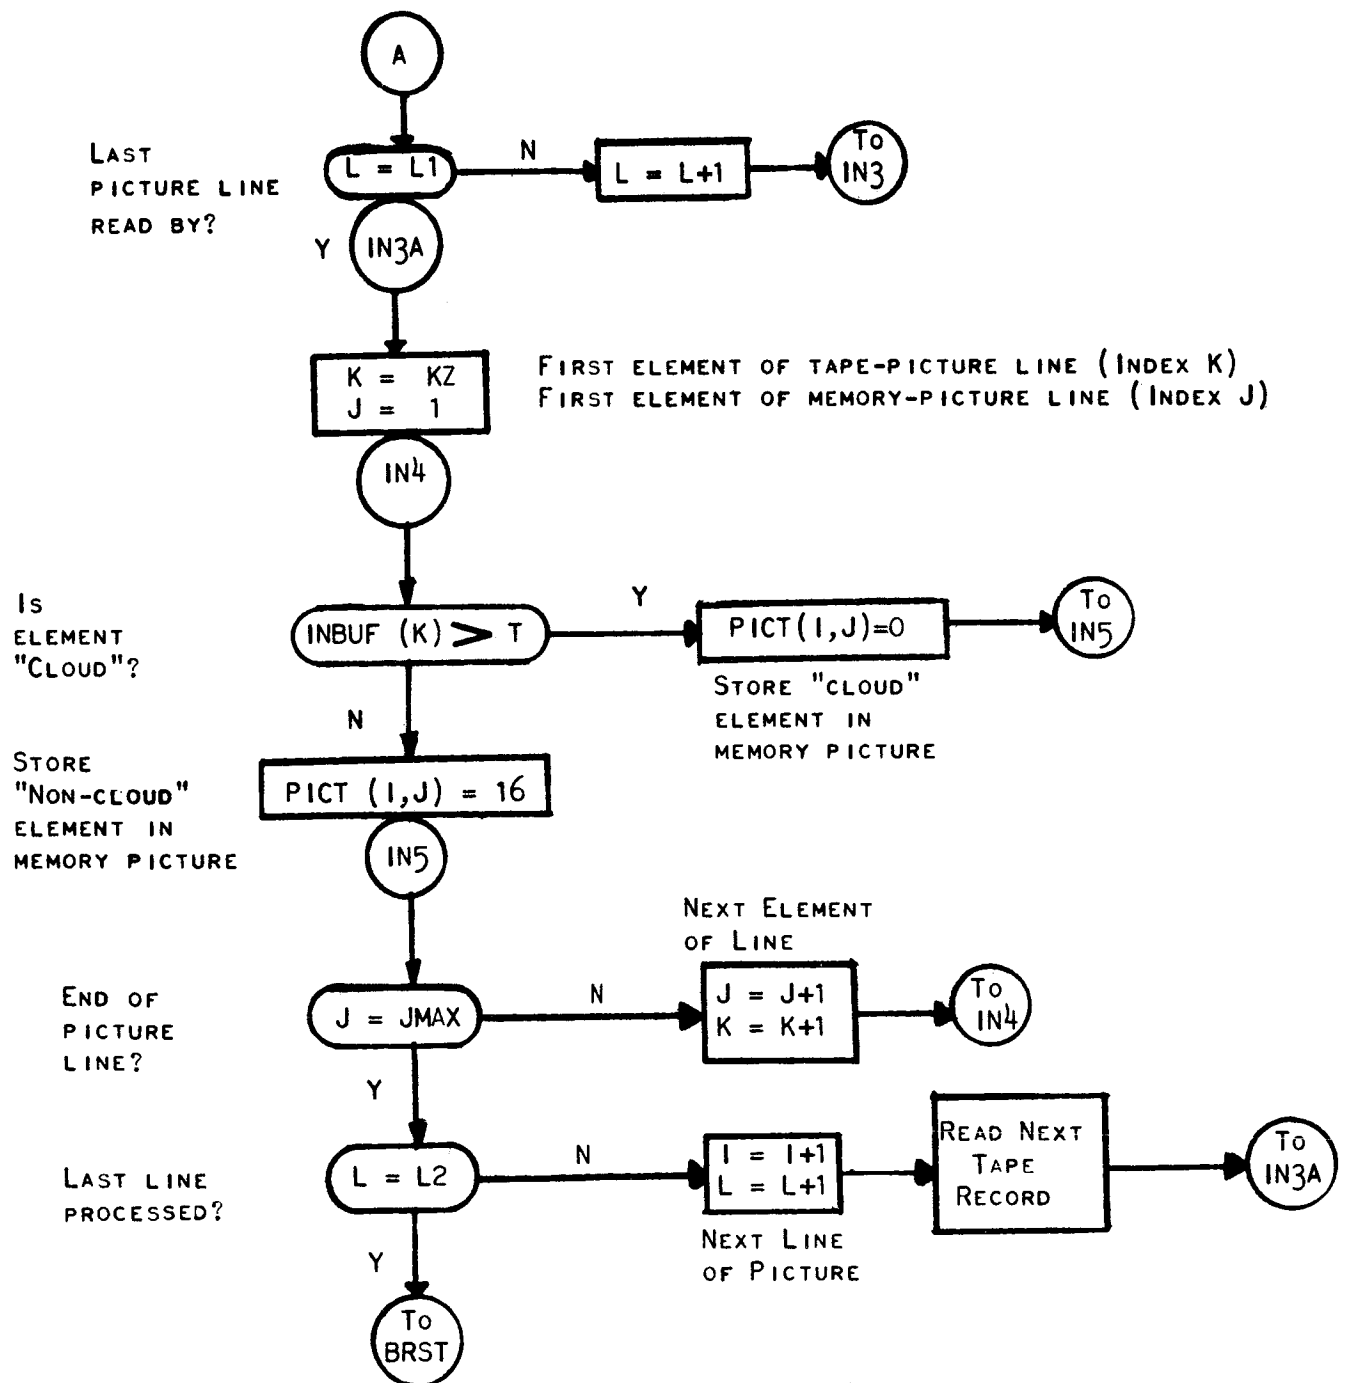 A
LAST
PICTURE LINE
READ BY?
L = L1
N
L = L+1
TO
IN3
Y
IN3A
K = KZ
J = 1
FIRST ELEMENT OF TAPE-PICTURE LINE (INDEX K)
FIRST ELEMENT OF MEMORY-PICTURE LINE (INDEX J)
IN4
IS
ELEMENT
"CLOUD"?
INBUF (K) > T
Y
PICT(I,J)=0
TO
IN5
STORE "CLOUD"
ELEMENT IN
MEMORY PICTURE
N
STORE
"NON-CLOUD"
ELEMENT IN
MEMORY PICTURE
PICT (I,J) = 16
IN5
NEXT ELEMENT
OF LINE
END OF
PICTURE
LINE?
J = JMAX
N
J = J+1
K = K+1
TO
IN4
Y
LAST LINE
PROCESSED?
L = L2
N
I = I+1
L = L+1
NEXT LINE
OF PICTURE
READ NEXT
TAPE
RECORD
TO
IN3A
Y
TO
BRST